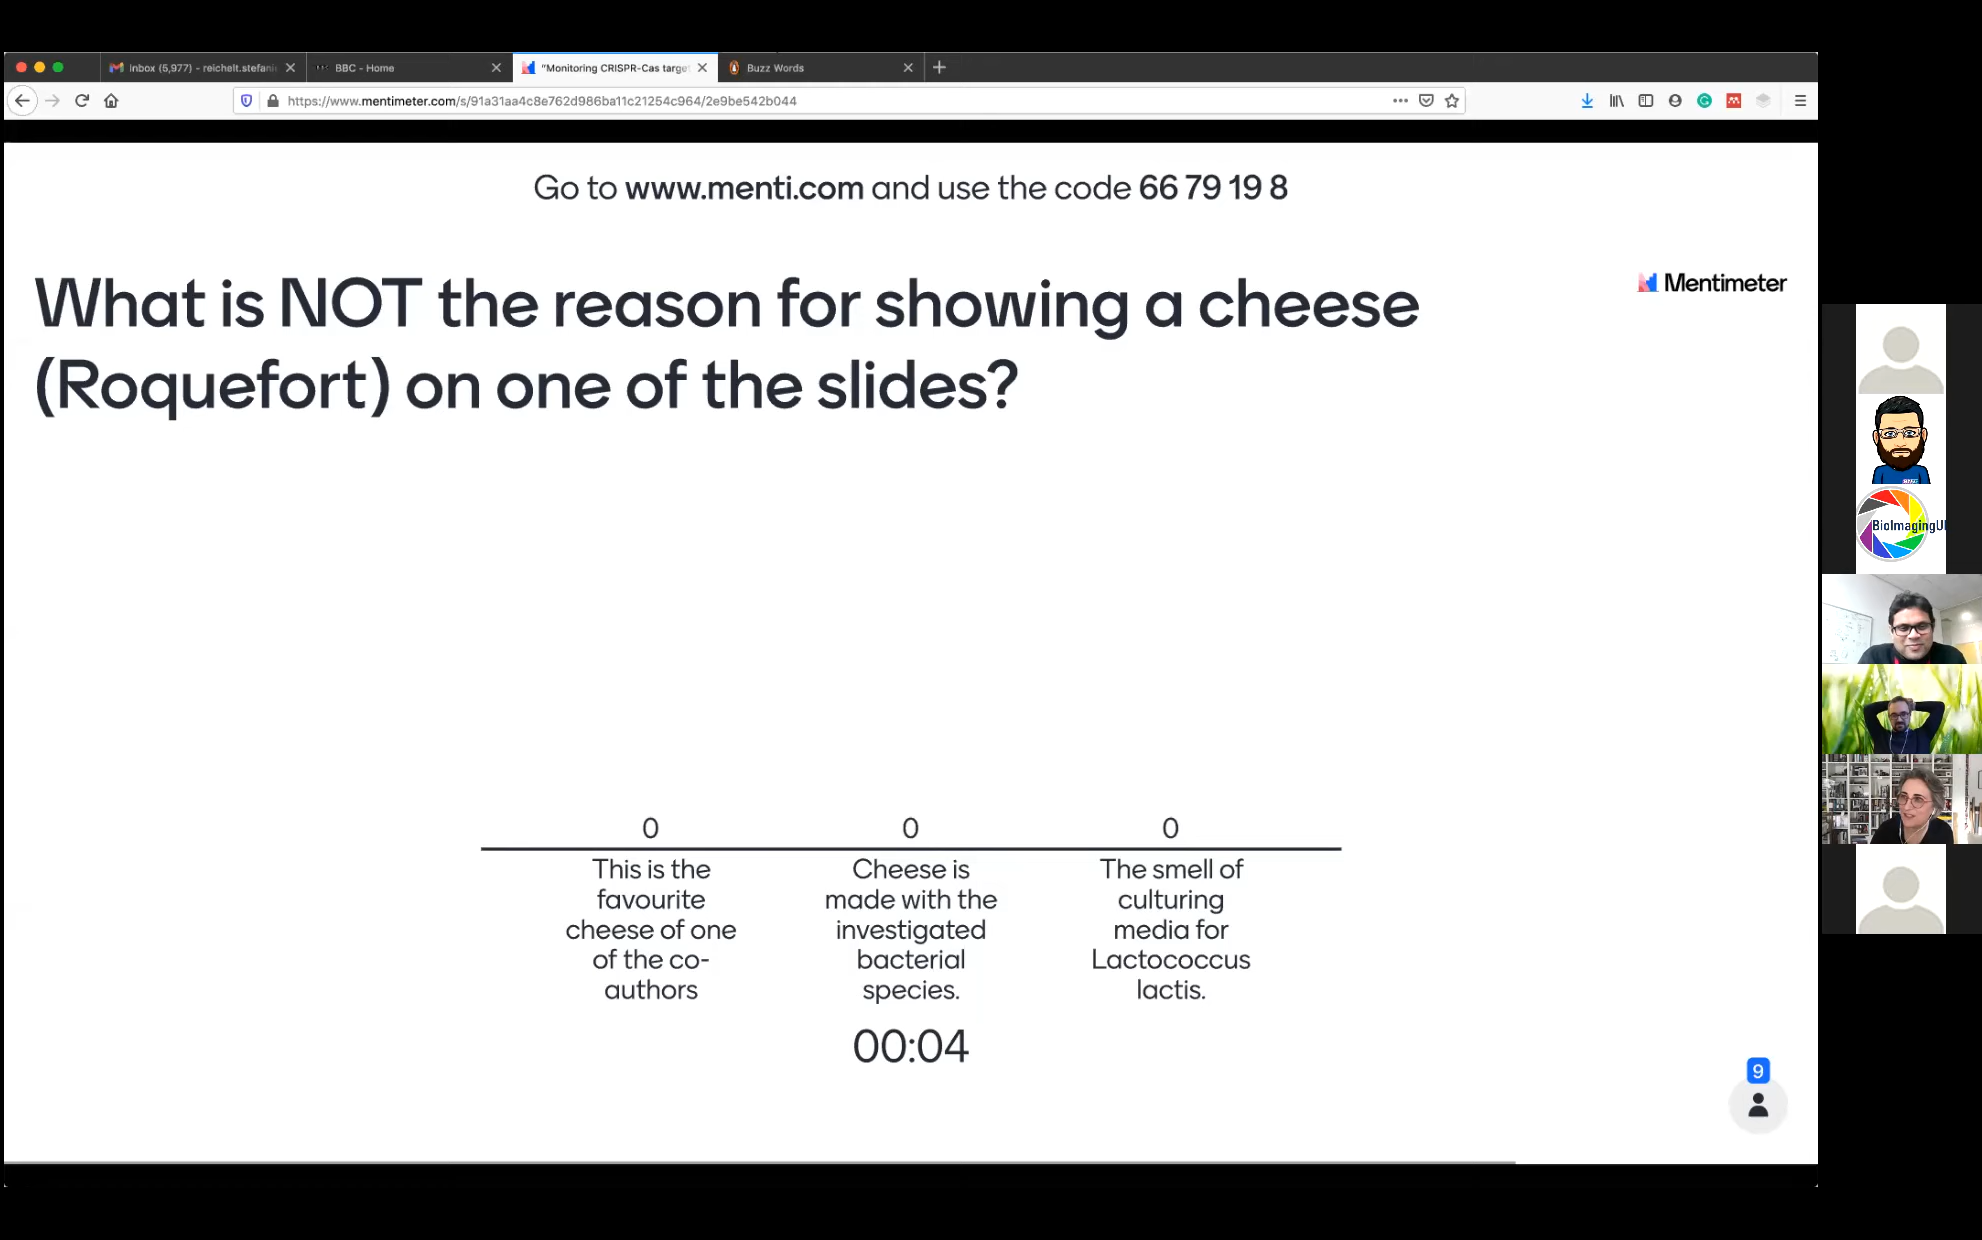 Inbox (5,977) - reichelt.stefani
BBC - Home
"Monitoring CRISPR-Cas targe
Buzz Words
https://www.mentimeter.com/s/91a31aa4c8e762d986ba11c21254c964/2e9be542b044
Go to www.menti.com and use the code 66 79 19 8
What is NOT the reason for showing a cheese
(Roquefort) on one of the slides?
Mentimeter
BioImagingU
0
This is the
favourite
cheese of one
of the co-
authors
0
Cheese is
made with the
investigated
bacterial
species.
0
The smell of
culturing
media for
Lactococcus
lactis.
00:04
9